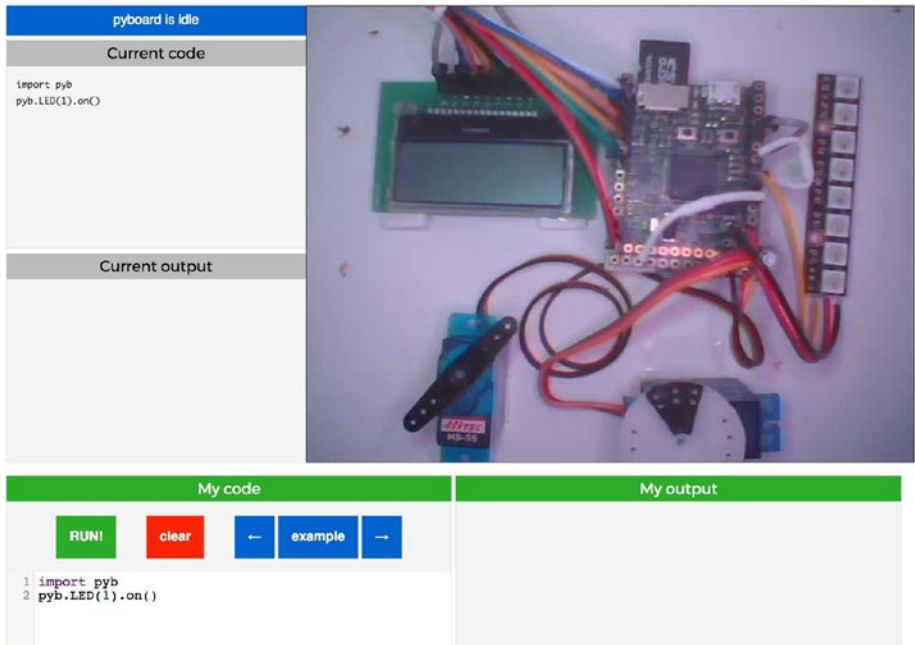 pyboard is idle
Current code
import pyb
pyb.LED(1).on()
Current output
HITEC
HS-55
My code
My output
RUN!
clear
←
example
→
1 import pyb
2 pyb.LED(1).on()